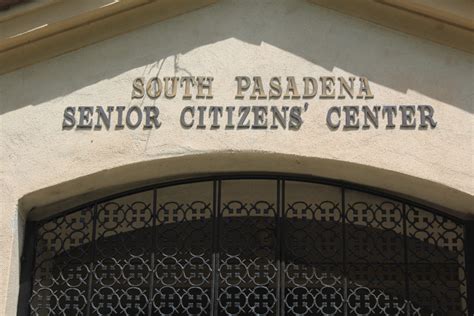 SOUTH PASADENA
SENIOR CITIZENS' CENTER